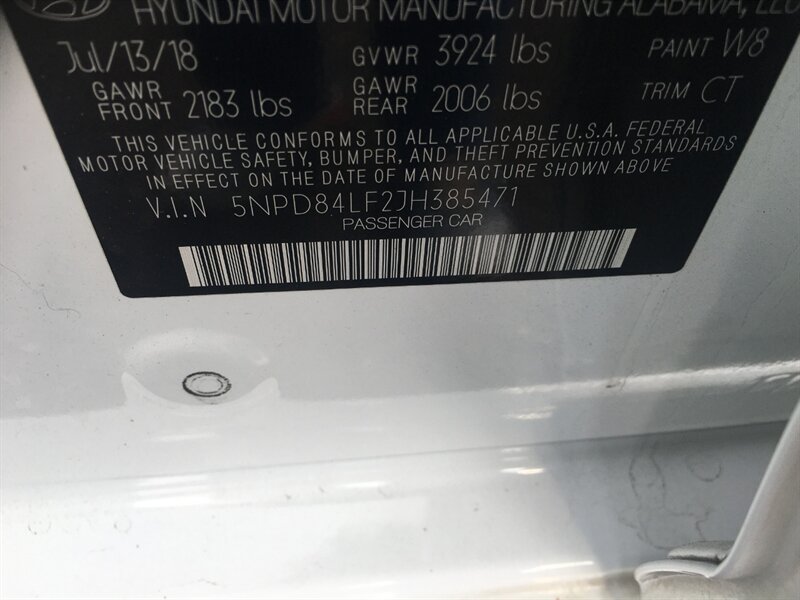 HYUNDAI MOTOR MANUFACTURING ALABAMA, LLC
Jul/13/18 GVWR 3924 lbs PAINT W8
GAWR FRONT 2183 lbs GAWR REAR 2006 lbs TRIM CT
THIS VEHICLE CONFORMS TO ALL APPLICABLE U.S.A. FEDERAL
MOTOR VEHICLE SAFETY, BUMPER, AND THEFT PREVENTION STANDARDS
IN EFFECT ON THE DATE OF MANUFACTURE SHOWN ABOVE
V.I.N 5NPD84LF2JH385471
PASSENGER CAR